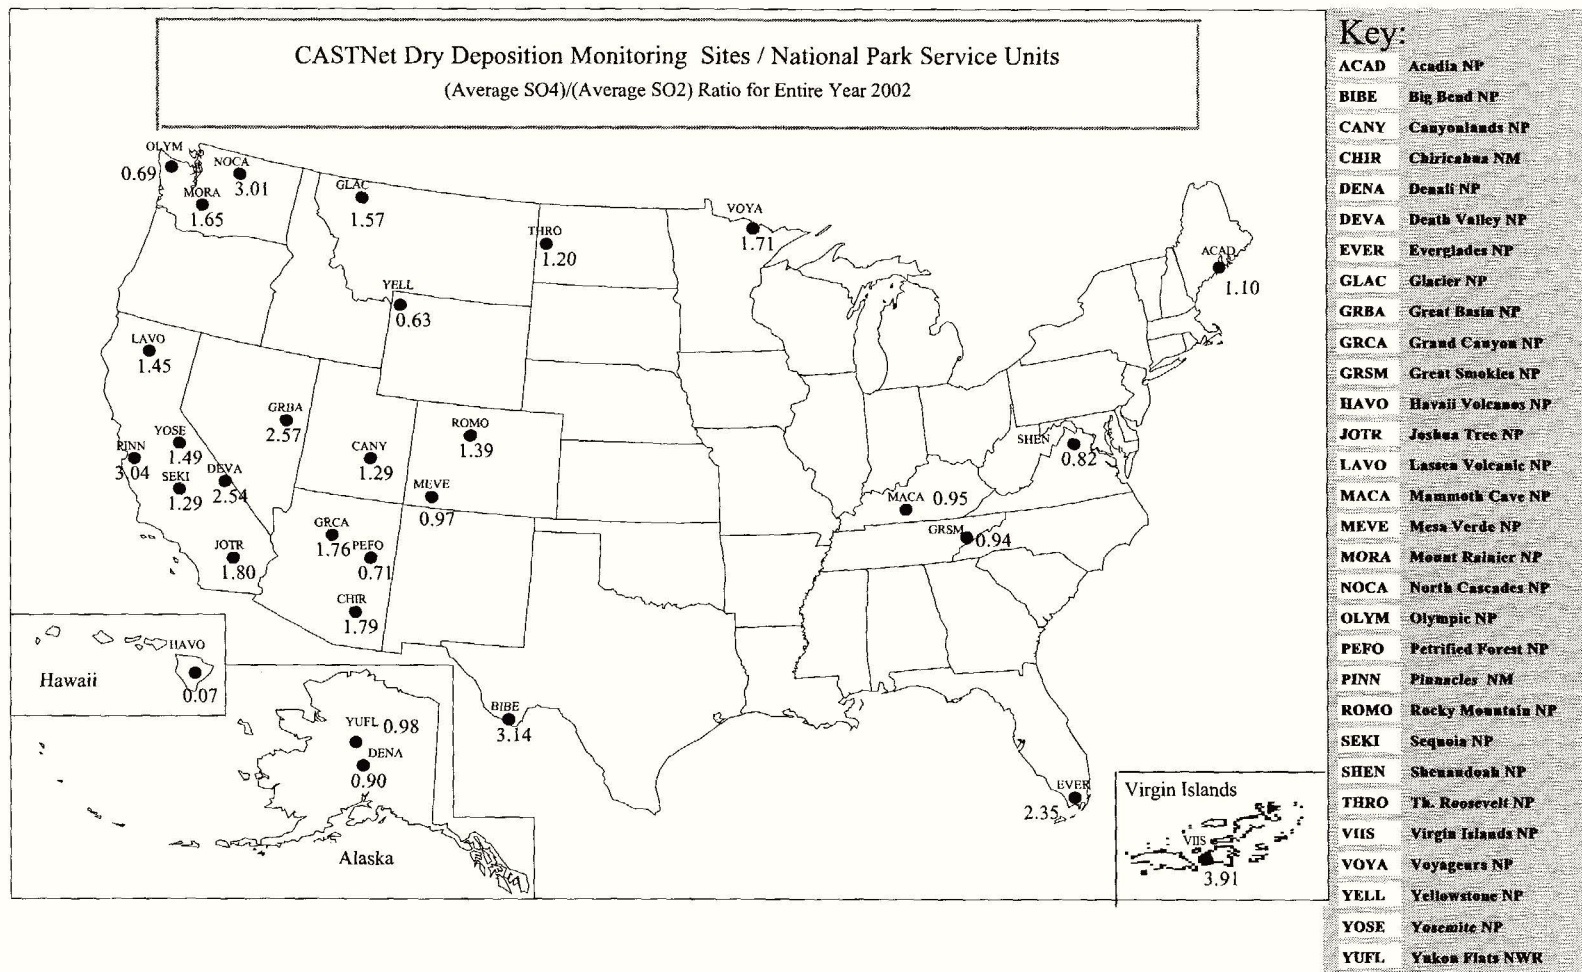 CASTNet Dry Deposition Monitoring Sites / National Park Service Units
(Average SO4)/(Average SO2) Ratio for Entire Year 2002
OLYM
0.69
NOCA
3.01
MORA
1.65
GLAC
1.57
THRO
1.20
VOYA
1.71
ACAD
1.10
YELL
0.63
LAVO
1.45
GRBA
2.57
YOSE
1.49
PINN
3.04
SEKI
1.29
DEVA
2.54
CANY
1.29
ROMO
1.39
MEVE
0.97
SHEN
0.82
MACA 0.95
GRSM
0.94
GRCA
1.76
PEFO
0.71
JOTR
1.80
CHIR
1.79
HAVO
0.07
Hawaii
YUFL 0.98
DENA
0.90
Alaska
BIBE
3.14
EVER
2.35
Virgin Islands
VIIS
3.91
Key:
ACAD Acadia NP
BIBE Big Bend NP
CANY Canyonlands NP
CHIR Chiricahua NM
DENA Denali NP
DEVA Death Valley NP
EVER Everglades NP
GLAC Glacier NP
GRBA Great Basin NP
GRCA Grand Canyon NP
GRSM Great Smokies NP
HAVO Havaii Volcanos NP
JOTR Joshua Tree NP
LAVO Lassen Volcanic NP
MACA Mammoth Cave NP
MEVE Mesa Verde NP
MORA Mount Rainier NP
NOCA North Cascades NP
OLYM Olympic NP
PEFO Petrified Forest NP
PINN Pinnacles NM
ROMO Rocky Mountain NP
SEKI Sequoia NP
SHEN Shenandoah NP
THRO Th. Roosevelt NP
VIIS Virgin Islands NP
VOYA Voyageurs NP
YELL Yellowstone NP
YOSE Yosemite NP
YUFL Yukon Flats NWR